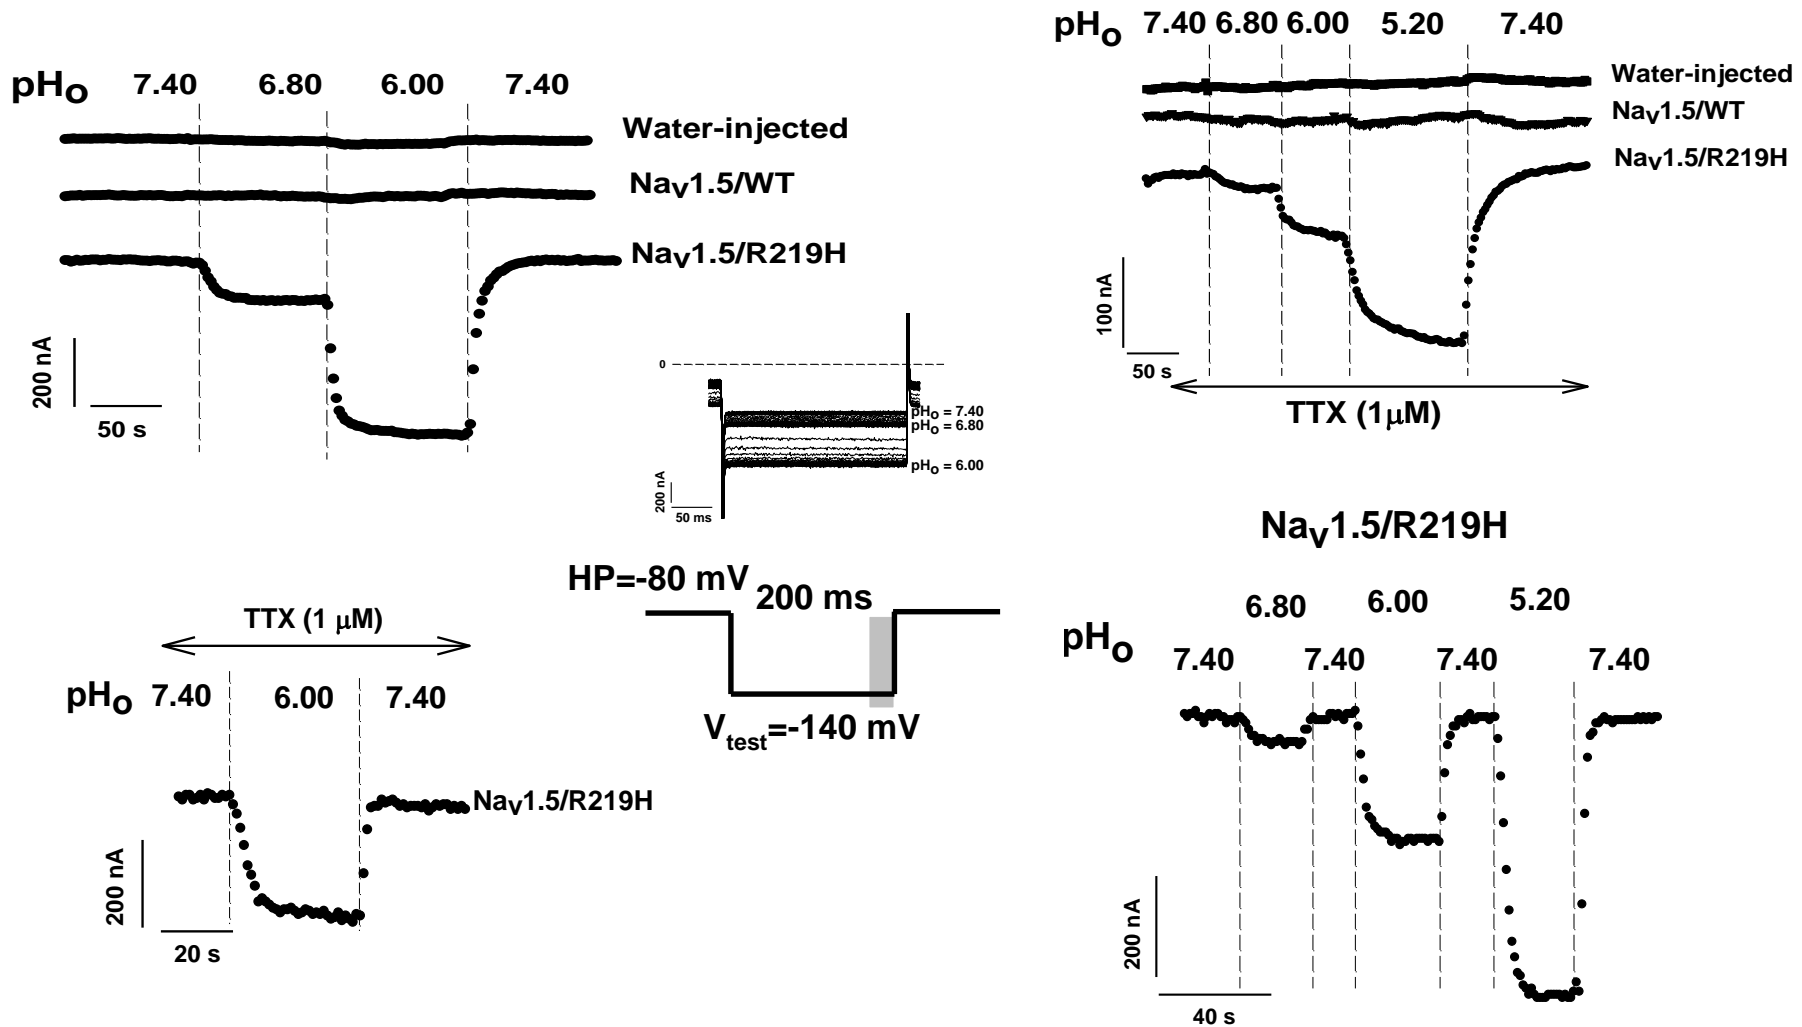 pHo 7.40 6.80 6.00 7.40
Water-injected
NaV1.5/WT
NaV1.5/R219H
200 nA
50 s
0
pHo = 7.40
pHo = 6.80
pHo = 6.00
200 nA
50 ms
pHo 7.40 6.80 6.00 5.20 7.40
Water-injected
NaV1.5/WT
NaV1.5/R219H
100 nA
50 s
TTX (1μM)
HP=-80 mV
200 ms
Vtest=-140 mV
TTX (1 μM)
pHo 7.40 6.00 7.40
NaV1.5/R219H
200 nA
20 s
NaV1.5/R219H
6.80 6.00 5.20
pHo 7.40 7.40 7.40 7.40
200 nA
40 s